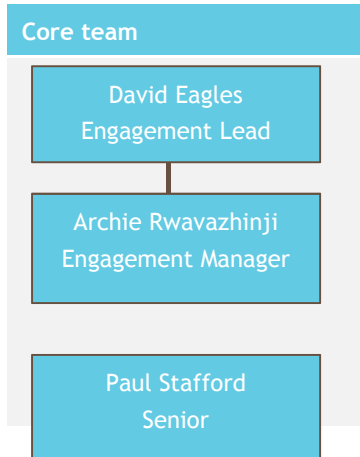 Core team
David Eagles
Engagement Lead
Archie Rwavazhinji
Engagement Manager
Paul Stafford
Senior